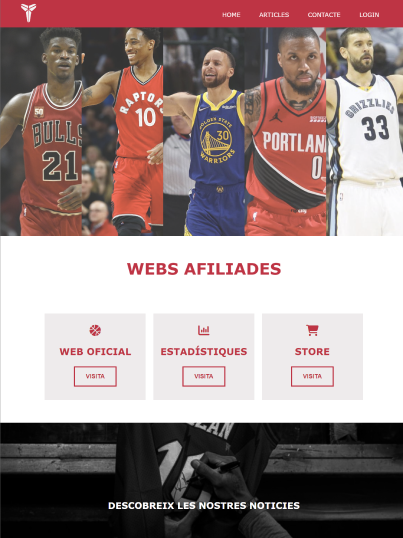 HOME ARTICLES CONTACTE LOGIN
BULLS
21
RAPTORS
10
GOLDEN STATE
30
WARRIORS
PORTLAN
0
GRIZZLIES
33
WEBS AFILIADES
WEB OFICIAL
VISITA
ESTADÍSTIQUES
VISITA
STORE
VISITA
DESCOBREIX LES NOSTRES NOTICIES